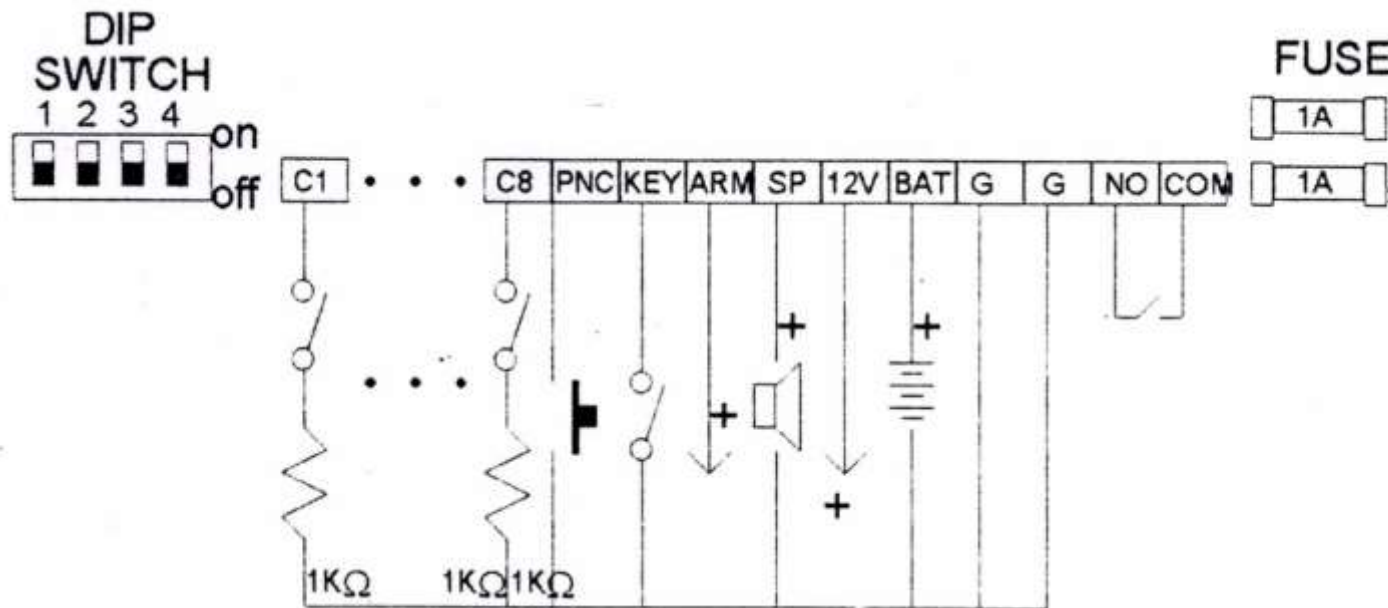 DIP
SWITCH
1 2 3 4
on
off
C1 C8 PNC KEY ARM SP 12V BAT G G NO COM
FUSE
1A
1A
+ +
+
+
1KΩ 1KΩ 1KΩ